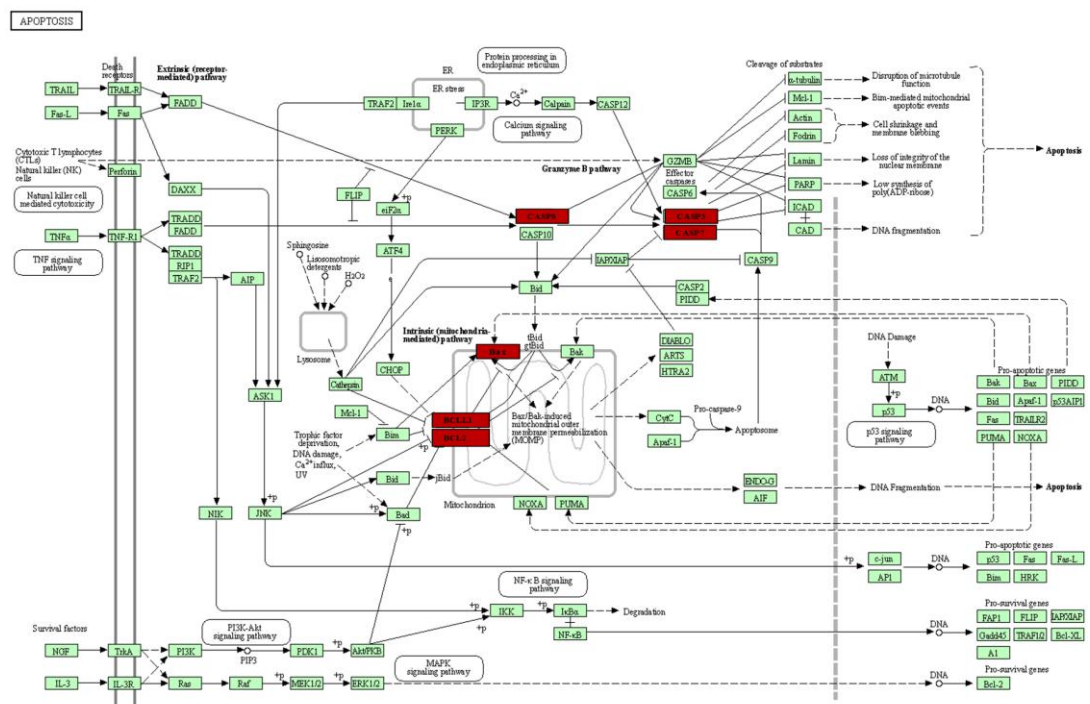 APOPTOSIS
Death
receptors
Extrinsic (receptor-
mediated) pathway
ER
ER stress
Protein processing in
endoplasmic reticulum
Cleavage of substrates
TRAIL
TRAIL-R
FADD
Fas-L
Fas
TRAF2
Ire1α
IP3R
Ca2+
Calpain
CASP12
PERK
Calcium signaling
pathway
α-tubulin
Mcl-1
Actin
Fodrin
Lamin
PARP
ICAD
CAD
Disruption of microtubule
function
Bim-mediated mitochondrial
apoptotic events
Cell shrinkage and
membrane blebbing
Loss of integrity of the
nuclear membrane
Low synthesis of
poly(ADP-ribose)
DNA fragmentation
Apoptosis
Cytotoxic T lymphocytes
(CTLs)
Natural killer (NK)
cells
Perforin
Natural killer cell
mediated cytotoxicity
Granzyme B pathway
GZMB
Effector
caspases
CASP6
DAXX
FLIP
eiF2α
+p
CASP3
CASP7
CASP10
TNFα
TNF-R1
TRADD
FADD
TRADD
RIP1
TRAF2
TNF signaling
pathway
AIP
ATF4
IAP/XIAP
CASP9
Sphingosine
Lisosomotropic
detergents
H2O2
Lysosome
Bid
CASP2
PIDD
Intrinsic (mitochondria-
mediated) pathway
tBid
gtBid
Bax
Bak
DIABLO
ARTS
HTRA2
DNA Damage
ATM
+p
p53
DNA
p53 signaling
pathway
Pro-apoptotic genes
Bak
Bax
PIDD
Bid
Apaf-1
p53AIP1
Fas
TRAILR2
PUMA
NOXA
Cathepsin
CHOP
ASK1
Mcl-1
Bim
BCL-2
+p
Bax/Bak-induced
mitochondrial outer
membrane permeabilization
(MOMP)
CytC
Apaf-1
Pro-caspase-9
Apoptosome
Trophic factor
deprivation,
DNA damage,
Ca2+ influx,
UV
Bid
jBid
Mitochondrion
NOXA
PUMA
ENDO-G
AIF
DNA Fragmentation
Apoptosis
NIK
+p
JNK
+p
+p
Bad
+p
+p
c-jun
AP1
DNA
Pro-apoptotic genes
p53
Fas
Fas-L
Bim
HRK
NF-κB signaling
pathway
+p
IKK
+p
+p
IκBα
NF-κB
Degradation
DNA
Pro-survival genes
FAP1
FLIP
IAP/XIAP
Gadd45
TRAF1/2
Bcl-XL
A1
Survival factors
NGF
TrkA
PI3K
PI3K-Akt
signaling pathway
PIP3
PDK1
+p
Akt/PKB
MAPK
signaling pathway
IL-3
IL-3R
Ras
Raf
+p
MEK1/2
+p
ERK1/2
DNA
Pro-survival genes
Bcl-2